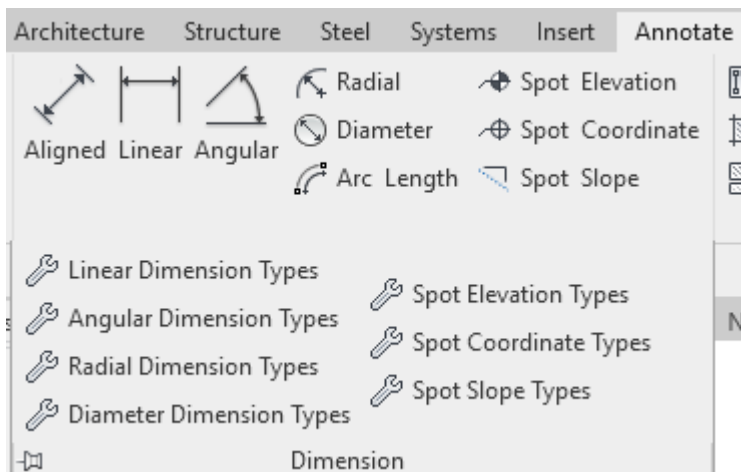 Architecture Structure Steel Systems Insert Annotate
Aligned Linear Angular
Radial
Diameter
Arc Length
Spot Elevation
Spot Coordinate
Spot Slope
Linear Dimension Types
Angular Dimension Types
Radial Dimension Types
Diameter Dimension Types
Spot Elevation Types
Spot Coordinate Types
Spot Slope Types
Dimension